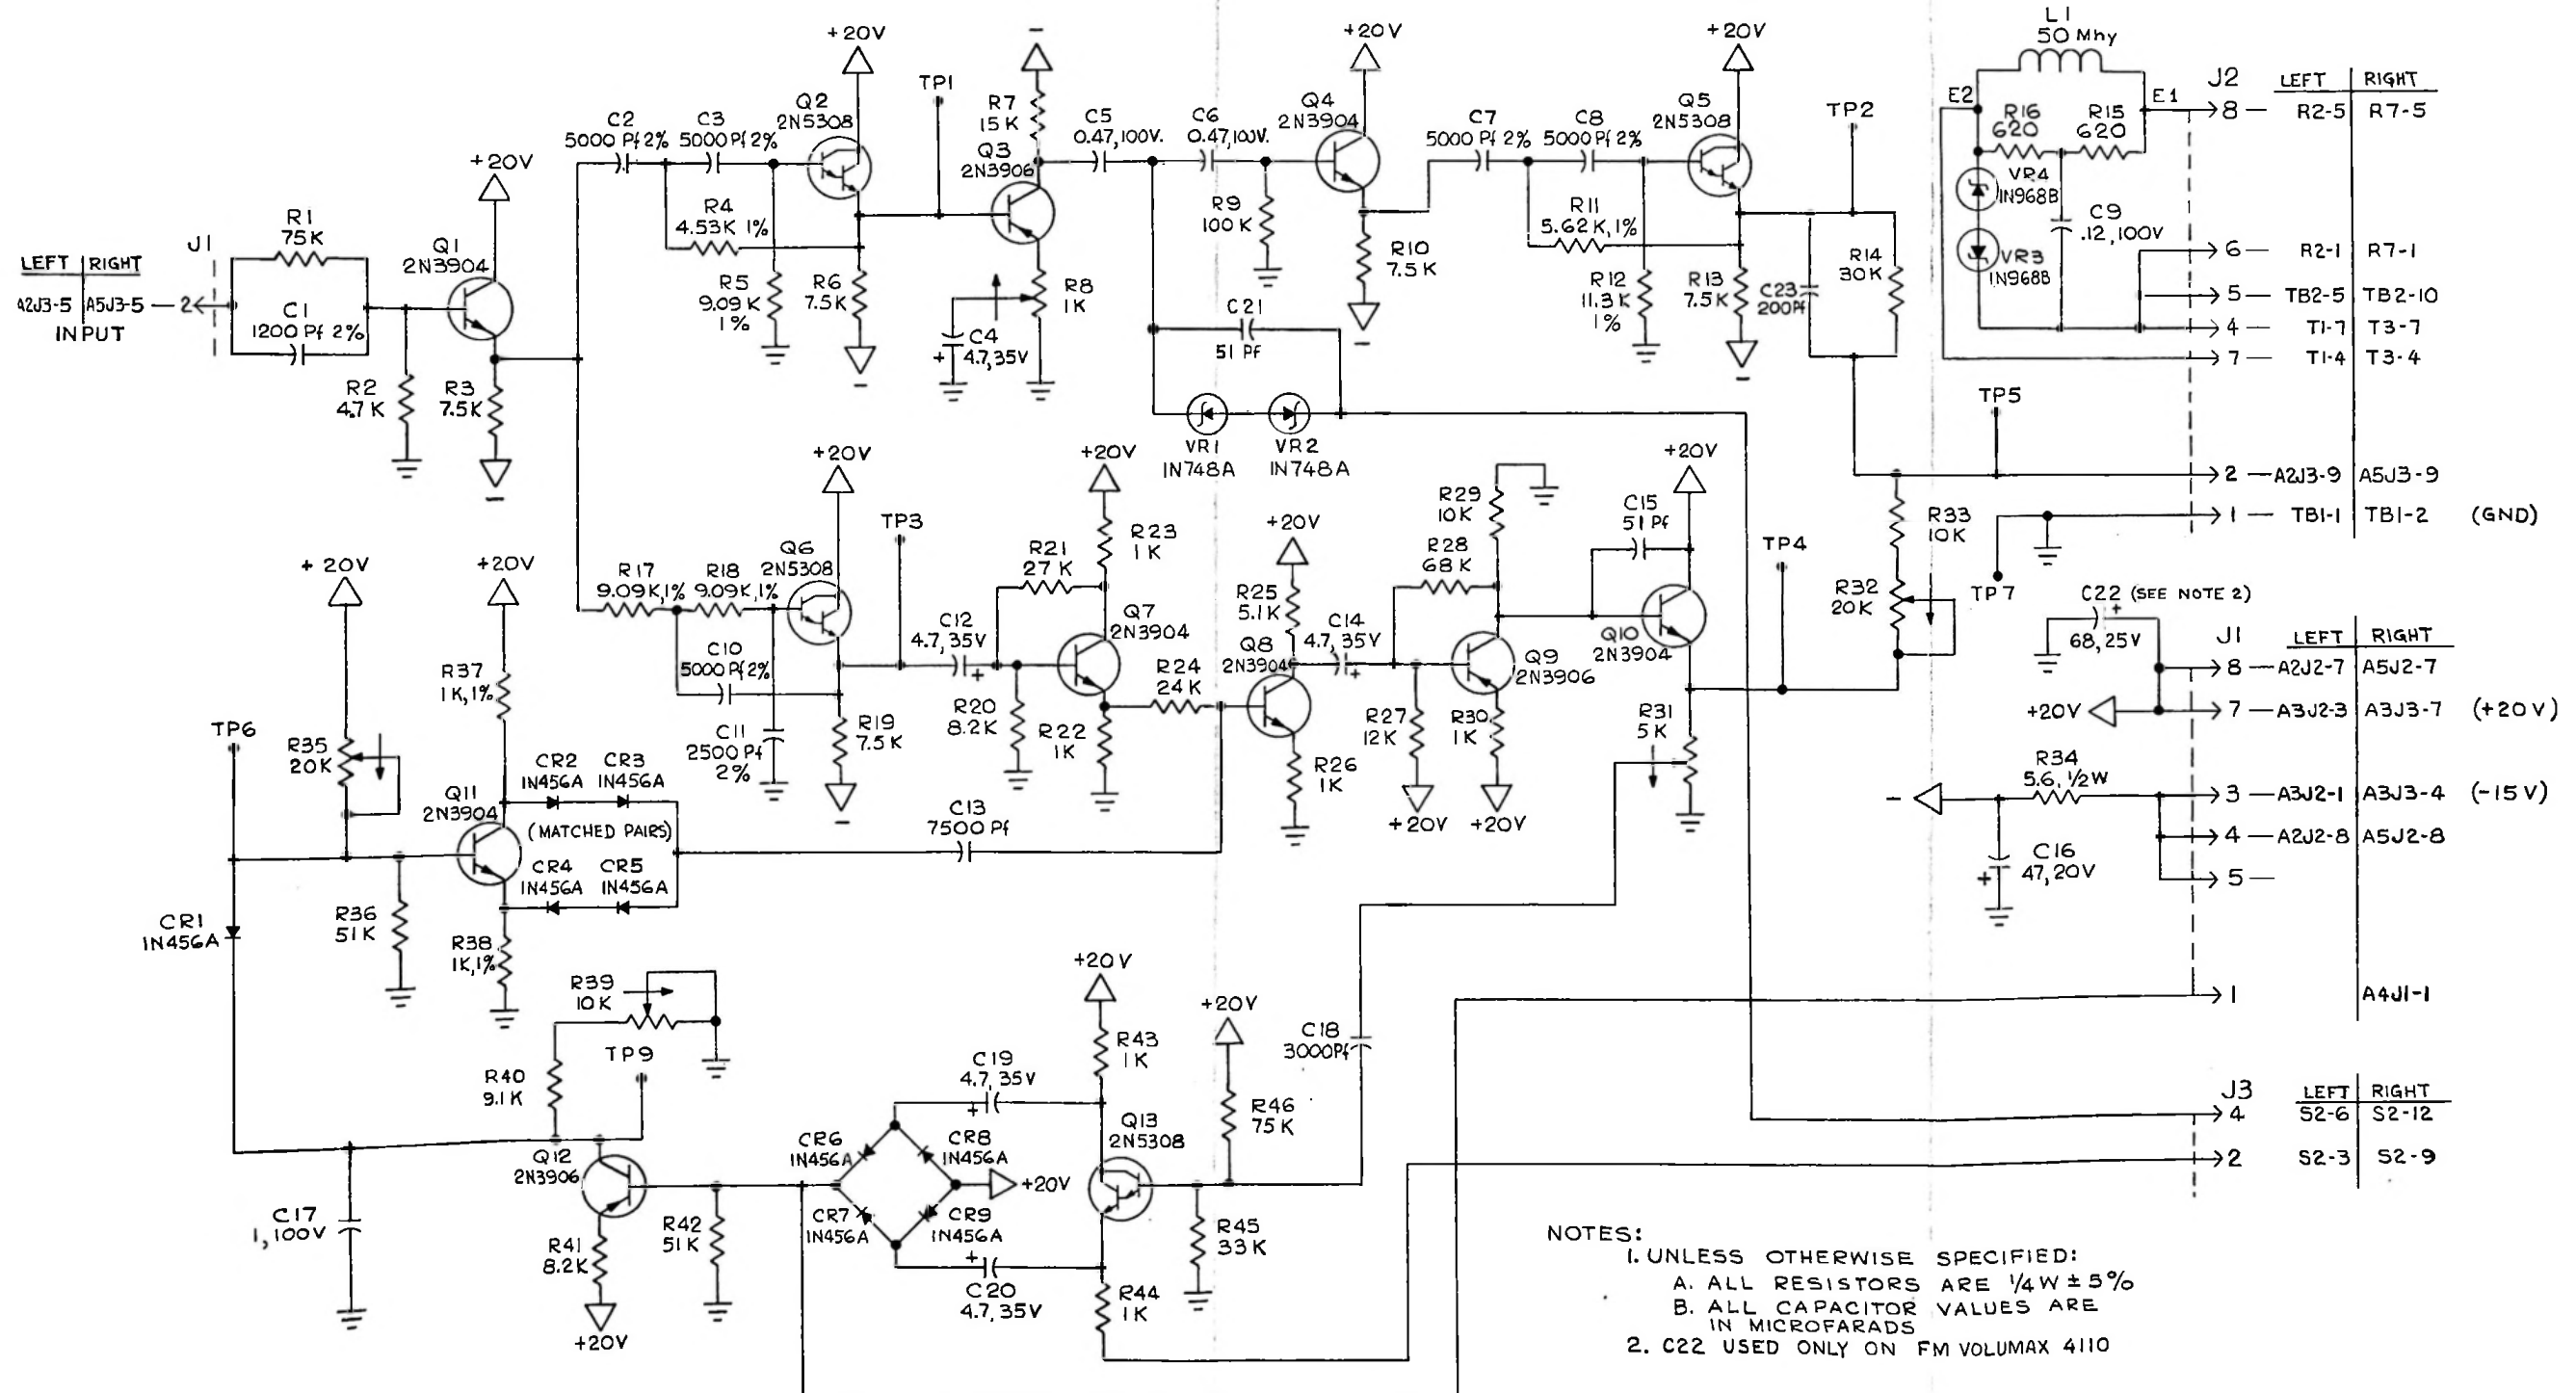 L1
50 Mhy
J2 LEFT RIGHT
E2 E1
8 — R2-5 R7-5
R16
620
R15
620
VR4
1N968B
VR3
1N968B
C9
.12,100V
6 — R2-1 R7-1
5 — TB2-5 TB2-10
4 — T1-7 T3-7
7 — T1-4 T3-4
2 — A2J3-9 A5J3-9
1 — TB1-1 TB1-2 (GND)
TP5
TP7
+20V
TP1
–
+20V
+20V
TP2
Q2
2N5308
C2
5000 Pf 2%
C3
5000 Pf 2%
R4
4.53K 1%
R5
9.09K
1%
R6
7.5K
–
R7
15K
Q3
2N3906
R8
1K
C4
+ 4.7,35V
C5
0.47,100V.
C6
0.47,100V.
Q4
2N3904
R9
100K
R10
7.5K
–
C7
5000 Pf 2%
C8
5000 Pf 2%
Q5
2N5308
R11
5.62K,1%
R12
11.3K
1%
R13
7.5K
–
C23
200Pf
R14
30K
C21
51 Pf
VR1
1N748A
VR2
1N748A
LEFT RIGHT J1
A2J3-5 A5J3-5 — 2
INPUT
R1
75K
C1
1200 Pf 2%
Q1
2N3904
+20V
R2
4.7K
R3
7.5K
–
R17
9.09K,1%
R18
9.09K,1%
C10
5000Pf 2%
C11
2500 Pf
2%
Q6
2N5308
+20V
R19
7.5K
–
TP3
C12
4.7,35V
+
R20
8.2K
R21
27K
+20V
R23
1K
Q7
2N3904
R22
1K
R24
24K
+20V
R25
5.1K
Q8
2N3904
R26
1K
C14
4.7,35V
+
R27
12K
+20V
R28
68K
R29
10K
Q9
2N3906
R30
1K
+20V
C15
51 Pf
+20V
Q10
2N3904
R31
5K
TP4
R32
20K
R33
10K
C22 (SEE NOTE 2)
+
68,25V
J1 LEFT RIGHT
8 — A2J2-7 A5J2-7
+20V 7 — A3J2-3 A3J3-7 (+20V)
R34
5.6,1/2W
– 3 — A3J2-1 A3J3-4 (-15V)
4 — A2J2-8 A5J2-8
5 —
C16
+ 47,20V
1 A4J1-1
TP6
+20V
R35
20K
+20V
R37
1K,1%
Q11
2N3904
CR2
1N456A
CR3
1N456A
(MATCHED PAIRS)
CR4
1N456A
CR5
1N456A
R36
51K
R38
1K,1%
CR1
1N456A
C13
7500 Pf
R39
10K
TP9
R40
9.1K
Q12
2N3906
C17
1,100V
R41
8.2K
+20V
R42
51K
C19
4.7,35V
+
CR6
1N456A
CR8
1N456A
+20V
CR7
1N456A
CR9
1N456A
+
C20
4.7,35V
+20V
R43
1K
Q13
2N5308
R44
1K
+20V
R46
75K
R45
33K
C18
3000Pf
J3 LEFT RIGHT
4 S2-6 S2-12
2 S2-3 S2-9
NOTES:
1. UNLESS OTHERWISE SPECIFIED:
A. ALL RESISTORS ARE 1/4W ± 5%
B. ALL CAPACITOR VALUES ARE
IN MICROFARADS
2. C22 USED ONLY ON FM VOLUMAX 4110